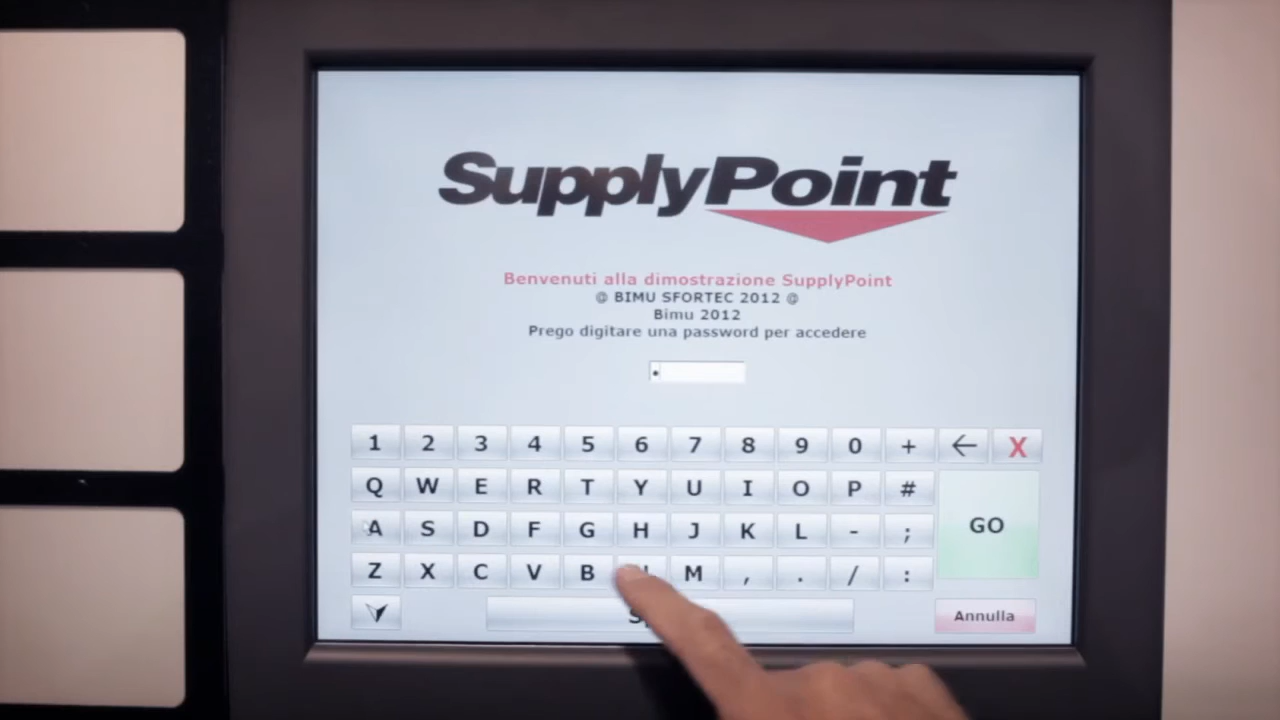 SupplyPoint
Benvenuti alla dimostrazione SupplyPoint
@ BIMU SFORTEC 2012 @
Bimu 2012
Prego digitare una password per accedere
1 2 3 4 5 6 7 8 9 0 + ← X
Q W E R T Y U I O P #
A S D F G H J K L - ;
GO
Z X C V B M , . / :
Annulla